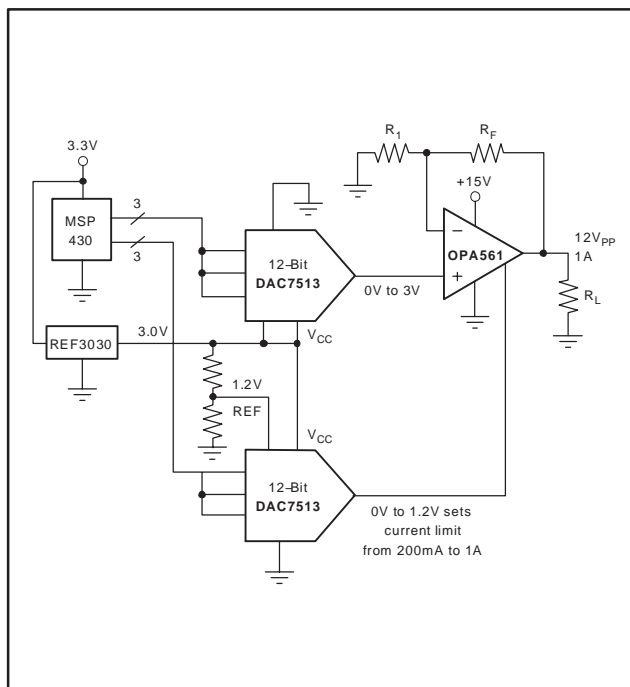 3.3V
MSP
430
3
3
REF3030
3.0V
12–Bit
DAC7513
VCC
1.2V
REF
VCC
12–Bit
DAC7513
0V to 3V
R1
RF
+15V
–
+
OPA561
12VPP
1A
RL
0V to 1.2V sets
current limit
from 200mA to 1A